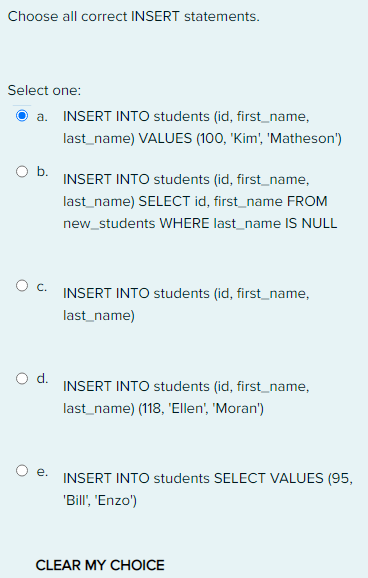 Choose all correct INSERT statements.
Select one:
a. INSERT INTO students (id, first_name,
last_name) VALUES (100, 'Kim', 'Matheson')
b. INSERT INTO students (id, first_name,
last_name) SELECT id, first_name FROM
new_students WHERE last_name IS NULL
c. INSERT INTO students (id, first_name,
last_name)
d. INSERT INTO students (id, first_name,
last_name) (118, 'Ellen', 'Moran')
e. INSERT INTO students SELECT VALUES (95,
'Bill', 'Enzo')
CLEAR MY CHOICE